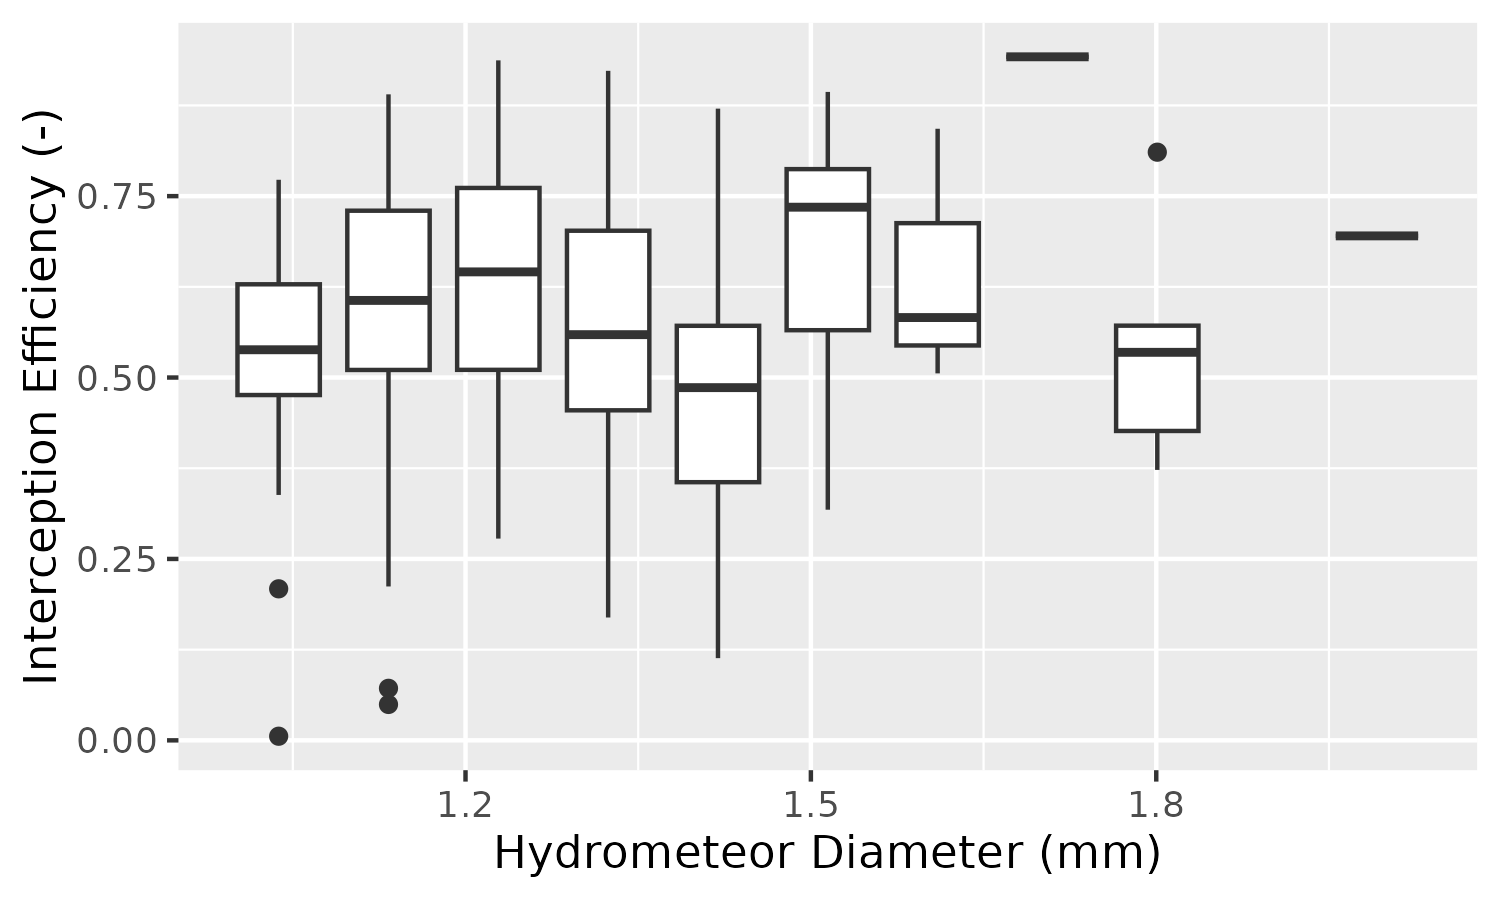 Interception Efficiency (-)
0.75
0.50
0.25
0.00
1.2 1.5 1.8
Hydrometeor Diameter (mm)